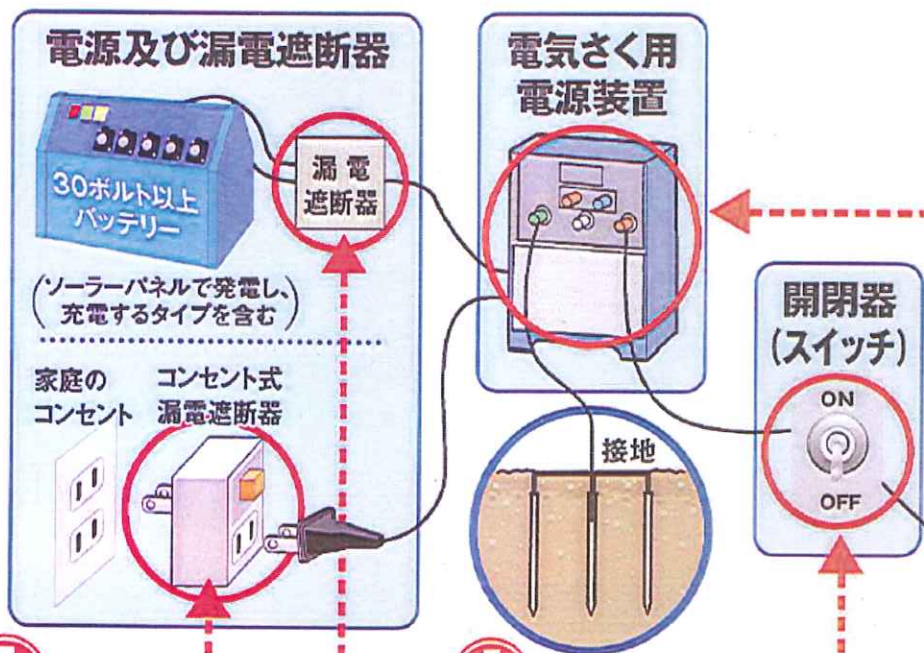 電源及び漏電遮断器
30ボルト以上
バッテリー
漏電
遮断器
(ソーラーパネルで発電し、
充電するタイプを含む)
家庭の
コンセント
コンセント式
漏電遮断器
電気さく用
電源装置
接地
開閉器
(スイッチ)
ON
OFF